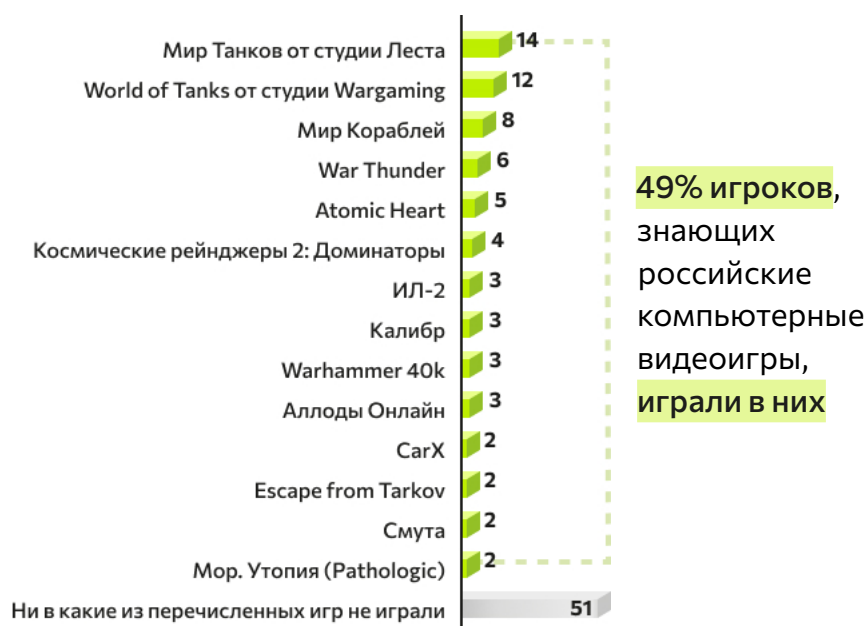 Мир Танков от студии Леста 14
World of Tanks от студии Wargaming 12
Мир Кораблей 8
War Thunder 6
Atomic Heart 5
Космические рейнджеры 2: Доминаторы 4
ИЛ-2 3
Калибр 3
Warhammer 40k 3
Аллоды Онлайн 3
CarX 2
Escape from Tarkov 2
Смута 2
Мор. Утопия (Pathologic) 2
Ни в какие из перечисленных игр не играли 51
49% игроков,
знающих
российские
компьютерные
видеоигры,
играли в них